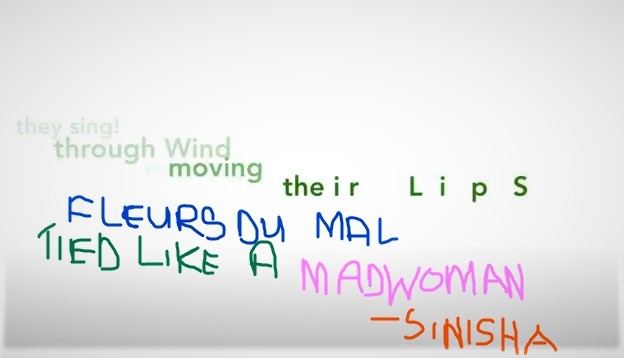 they sing!
through Wind
moving
their LipS
FLEURS DU MAL
TIED LIKE A
MADWOMAN
-SINISHA